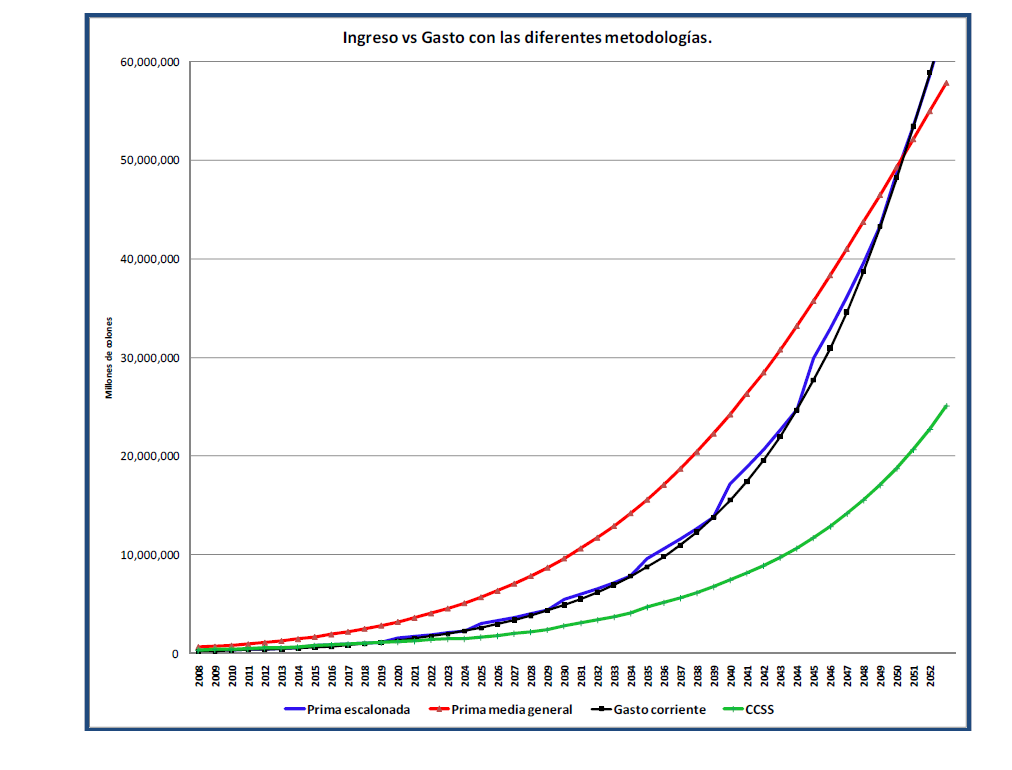 Ingreso vs Gasto con las diferentes metodologías.
60,000,000
50,000,000
40,000,000
30,000,000
20,000,000
10,000,000
0
Millones de colones
2008 2009 2010 2011 2012 2013 2014 2015 2016 2017 2018 2019 2020 2021 2022 2023 2024 2025 2026 2027 2028 2029 2030 2031 2032 2033 2034 2035 2036 2037 2038 2039 2040 2041 2042 2043 2044 2045 2046 2047 2048 2049 2050 2051 2052
Prima escalonada Prima media general Gasto corriente CCSS